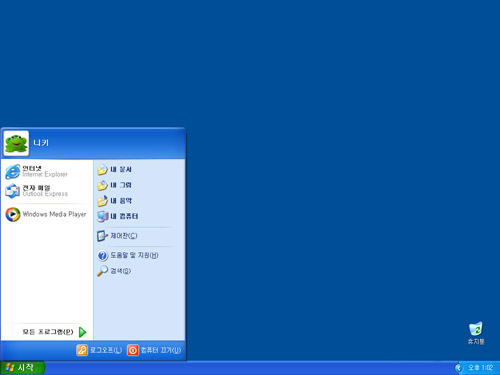 니키
인터넷
Internet Explorer
전자 메일
Outlook Express
Windows Media Player
모든 프로그램(P)
내 문서
내 그림
내 음악
내 컴퓨터
제어판(C)
도움말 및 지원(H)
검색(S)
로그오프(L)
컴퓨터 끄기(U)
휴지통
시작
오후 1:02